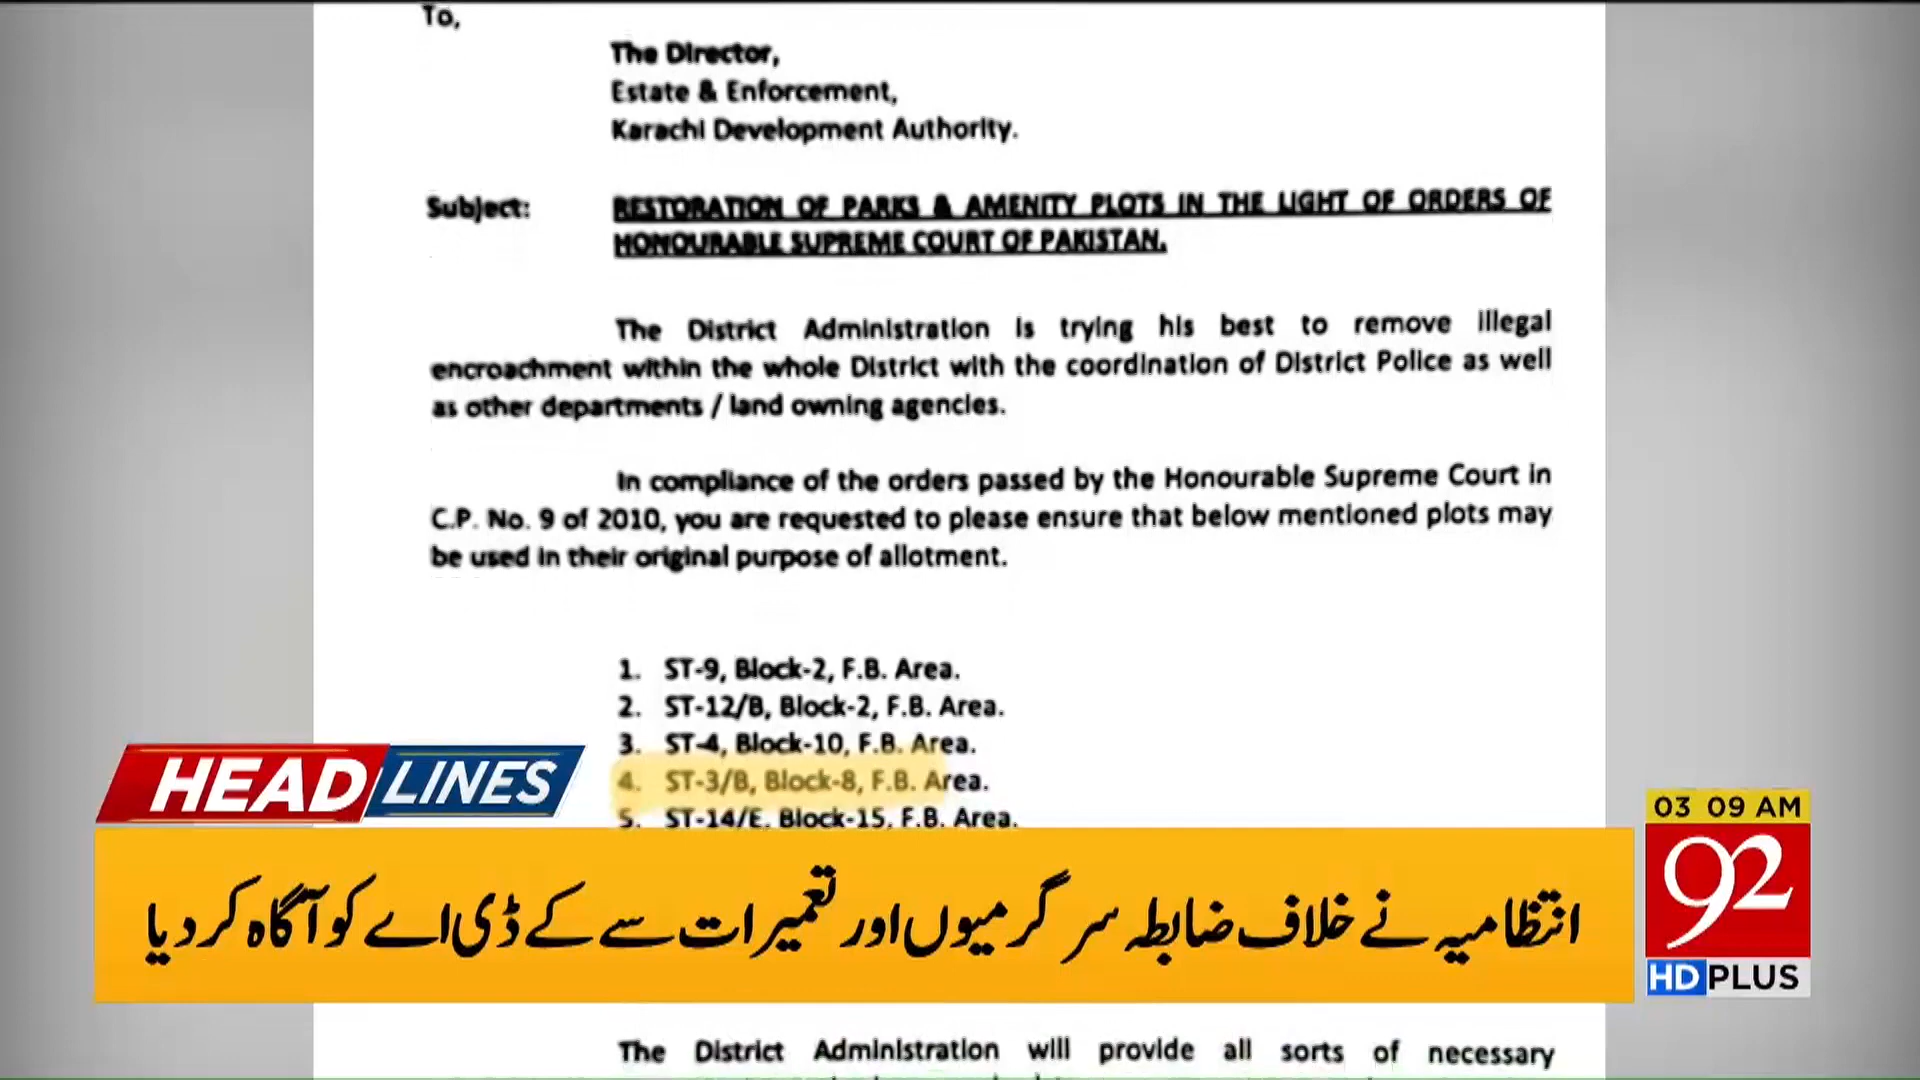 To,
The Director,
Estate & Enforcement,
Karachi Development Authority.
Subject: RESTORATION OF PARKS & AMENITY PLOTS IN THE LIGHT OF ORDERS OF
HONOURABLE SUPREME COURT OF PAKISTAN.
The District Administration is trying his best to remove illegal
encroachment within the whole District with the coordination of District Police as well
as other departments / land owning agencies.
In compliance of the orders passed by the Honourable Supreme Court in
C.P. No. 9 of 2010, you are requested to please ensure that below mentioned plots may
be used in their original purpose of allotment.
1. ST-9, Block-2, F.B. Area.
2. ST-12/B, Block-2, F.B. Area.
3. ST-4, Block-10, F.B. Area.
4. ST-3/B, Block-8, F.B. Area.
5. ST-14/E, Block-15, F.B. Area.
HEADLINES
03 09 AM
انتظامیہ نے خلاف ضابطہ سرگرمیوں اور تعمیرات سے کے ڈی اے کو آگاہ کر دیا
92
HD PLUS
The District Administration will provide all sorts of necessary